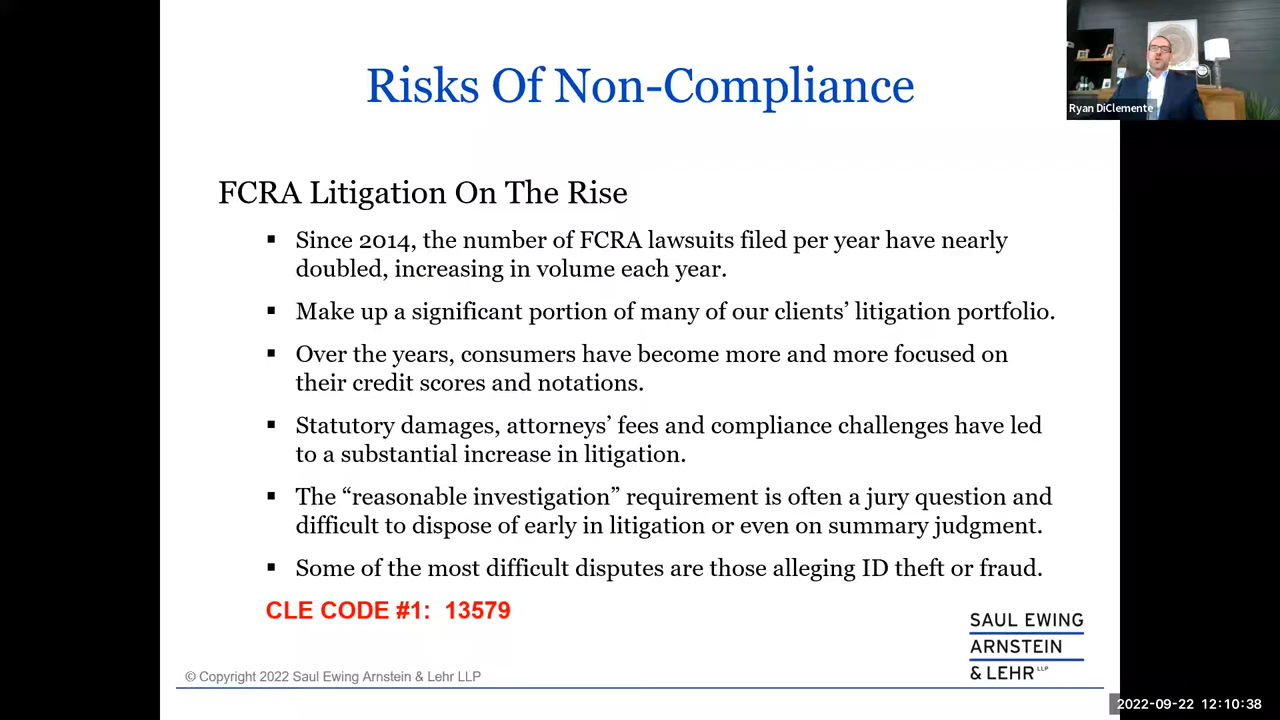 Risks Of Non-Compliance
Ryan DiClemente
FCRA Litigation On The Rise
▪ Since 2014, the number of FCRA lawsuits filed per year have nearly
doubled, increasing in volume each year.
▪ Make up a significant portion of many of our clients’ litigation portfolio.
▪ Over the years, consumers have become more and more focused on
their credit scores and notations.
▪ Statutory damages, attorneys’ fees and compliance challenges have led
to a substantial increase in litigation.
▪ The “reasonable investigation” requirement is often a jury question and
difficult to dispose of early in litigation or even on summary judgment.
▪ Some of the most difficult disputes are those alleging ID theft or fraud.
CLE CODE #1: 13579
SAUL EWING
ARNSTEIN
& LEHR LLP
© Copyright 2022 Saul Ewing Arnstein & Lehr LLP
2022-09-22 12:10:38